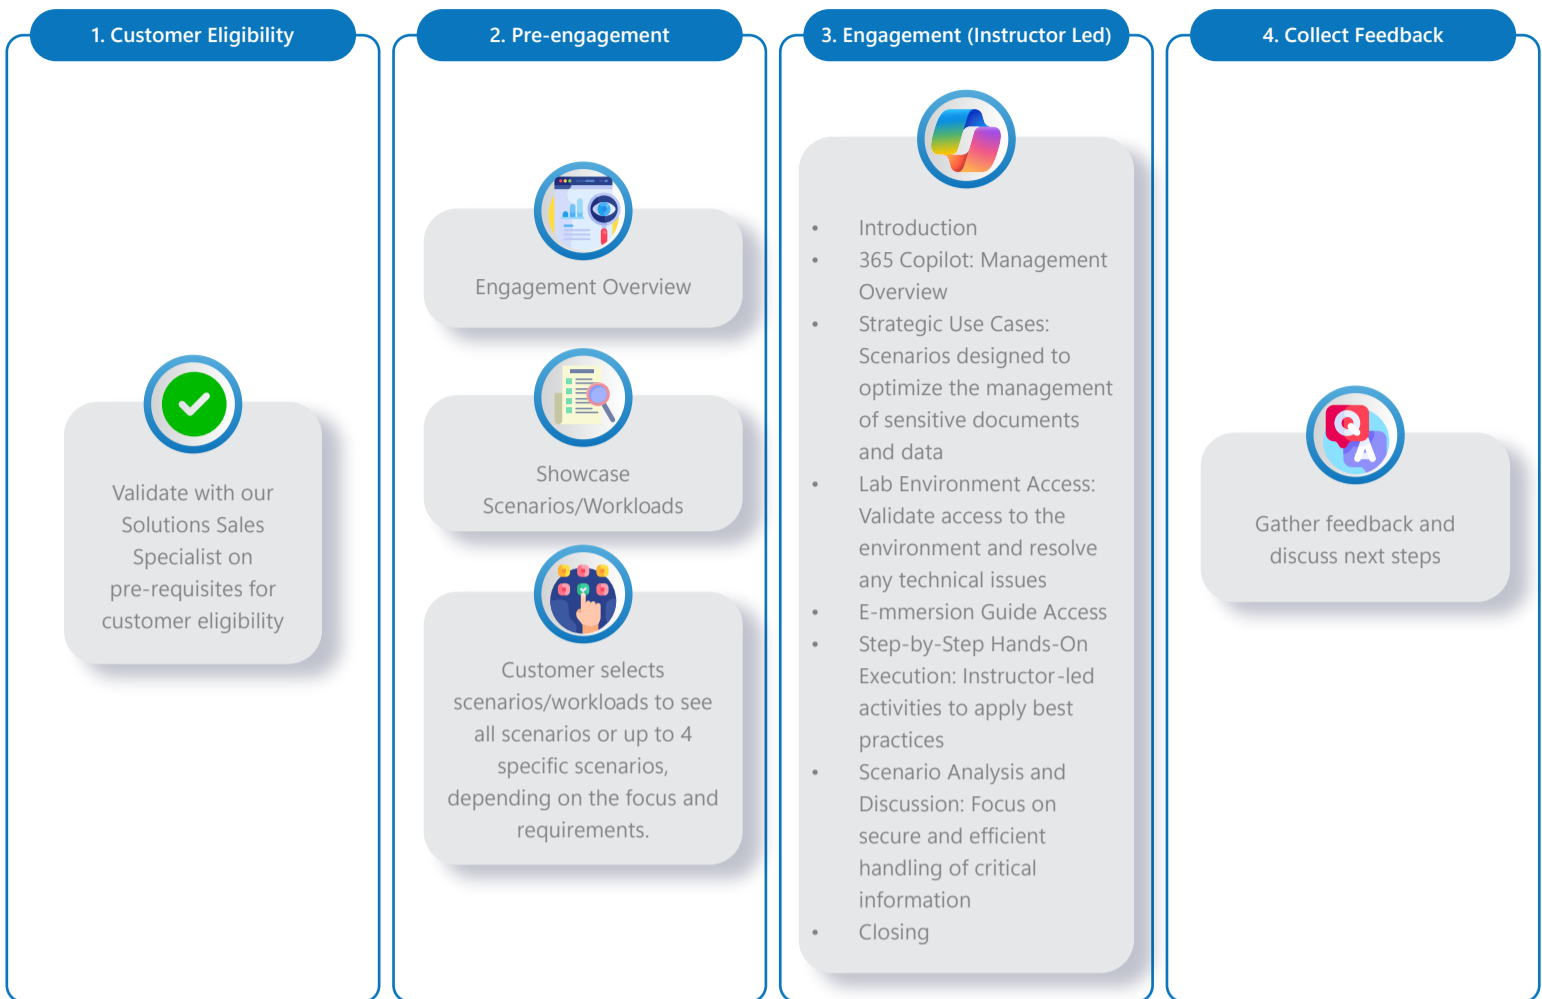 1. Customer Eligibility
Validate with our
Solutions Sales
Specialist on
pre-requisites for
customer eligibility
2. Pre-engagement
Engagement Overview
Showcase
Scenarios/Workloads
Customer selects
scenarios/workloads to see
all scenarios or up to 4
specific scenarios,
depending on the focus and
requirements.
3. Engagement (Instructor Led)
• Introduction
• 365 Copilot: Management
Overview
• Strategic Use Cases:
Scenarios designed to
optimize the management
of sensitive documents
and data
• Lab Environment Access:
Validate access to the
environment and resolve
any technical issues
• E-mmersion Guide Access
• Step-by-Step Hands-On
Execution: Instructor-led
activities to apply best
practices
• Scenario Analysis and
Discussion: Focus on
secure and efficient
handling of critical
information
• Closing
4. Collect Feedback
Q
A
Gather feedback and
discuss next steps